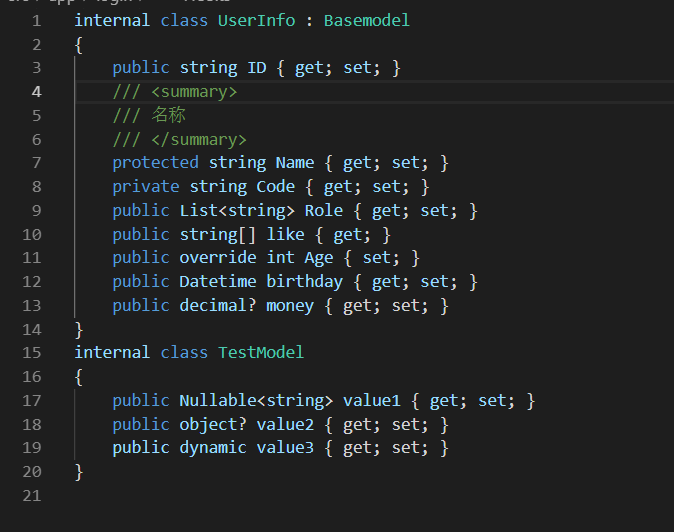 1 internal class UserInfo : Basemodel
2 {
3 public string ID { get; set; }
4 /// <summary>
5 /// 名称
6 /// </summary>
7 protected string Name { get; set; }
8 private string Code { get; set; }
9 public List<string> Role { get; set; }
10 public string[] like { get; }
11 public override int Age { set; }
12 public Datetime birthday { get; set; }
13 public decimal? money { get; set; }
14 }
15 internal class TestModel
16 {
17 public Nullable<string> value1 { get; set; }
18 public object? value2 { get; set; }
19 public dynamic value3 { get; set; }
20 }
21